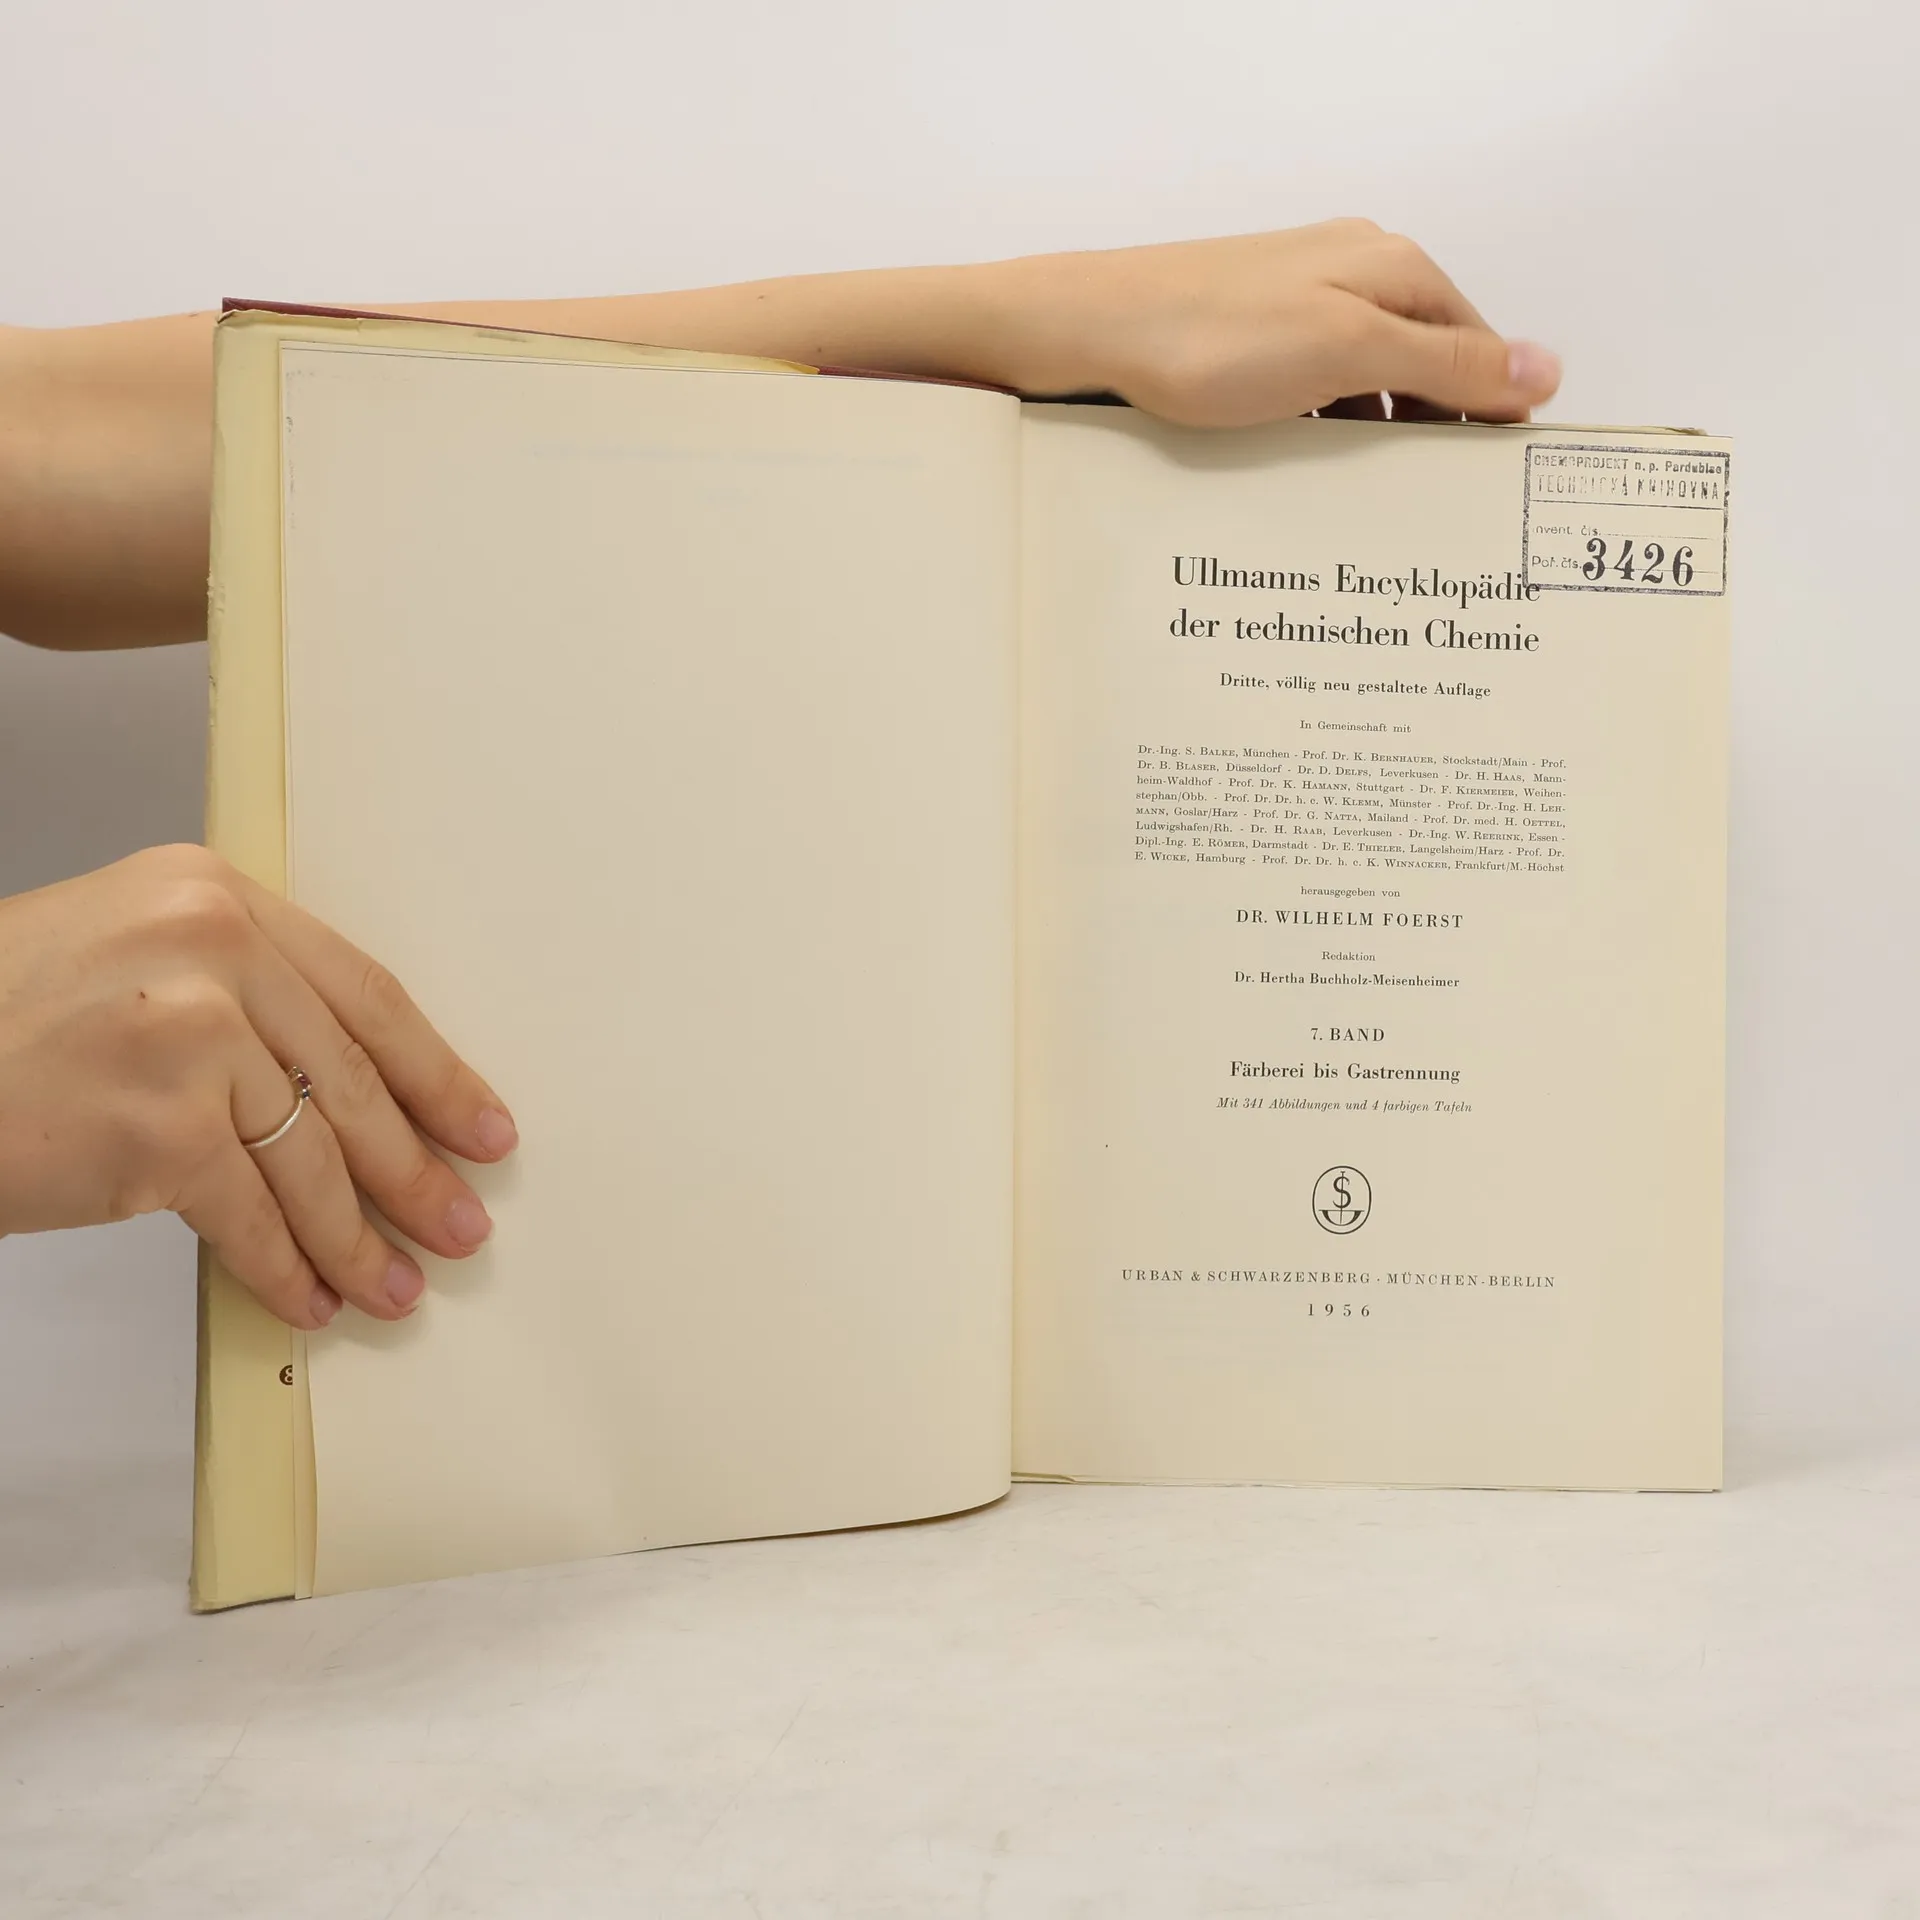 CHEMOPROJEKT n.p. Pardubice
TECHNICKÁ KNIHOVNA
nvent. čís.
Poř. čís. 3426
Ullmanns Encyklopädie
der technischen Chemie
Dritte, völlig neu gestaltete Auflage
In Gemeinschaft mit
Dr.-Ing. S. BALKE, München - Prof. Dr. K. BERNHAUER, Stockstadt/Main - Prof.
Dr. B. BLASER, Düsseldorf - Dr. D. DELFS, Leverkusen - Dr. H. HAAS, Mann-
heim-Waldhof - Prof. Dr. K. HAMANN, Stuttgart - Dr. F. KIERMEIER, Weihen-
stephan/Obb. - Prof. Dr. Dr. h. c. W. KLEMM, Münster - Prof. Dr.-Ing. H. LEH-
MANN, Goslar/Harz - Prof. Dr. G. NATTA, Mailand - Prof. Dr. med. H. OETTEL,
Ludwigshafen/Rh. - Dr. H. RAAB, Leverkusen - Dr.-Ing. W. REERINK, Essen -
Dipl.-Ing. E. RÖMER, Darmstadt - Dr. E. THIELER, Langelsheim/Harz - Prof. Dr.
E. WICKE, Hamburg - Prof. Dr. Dr. h. c. K. WINNACKER, Frankfurt/M.-Höchst
herausgegeben von
DR. WILHELM FOERST
Redaktion
Dr. Hertha Buchholz-Meisenheimer
7. BAND
Färberei bis Gastrennung
Mit 341 Abbildungen und 4 farbigen Tafeln
URBAN & SCHWARZENBERG · MÜNCHEN-BERLIN
1956